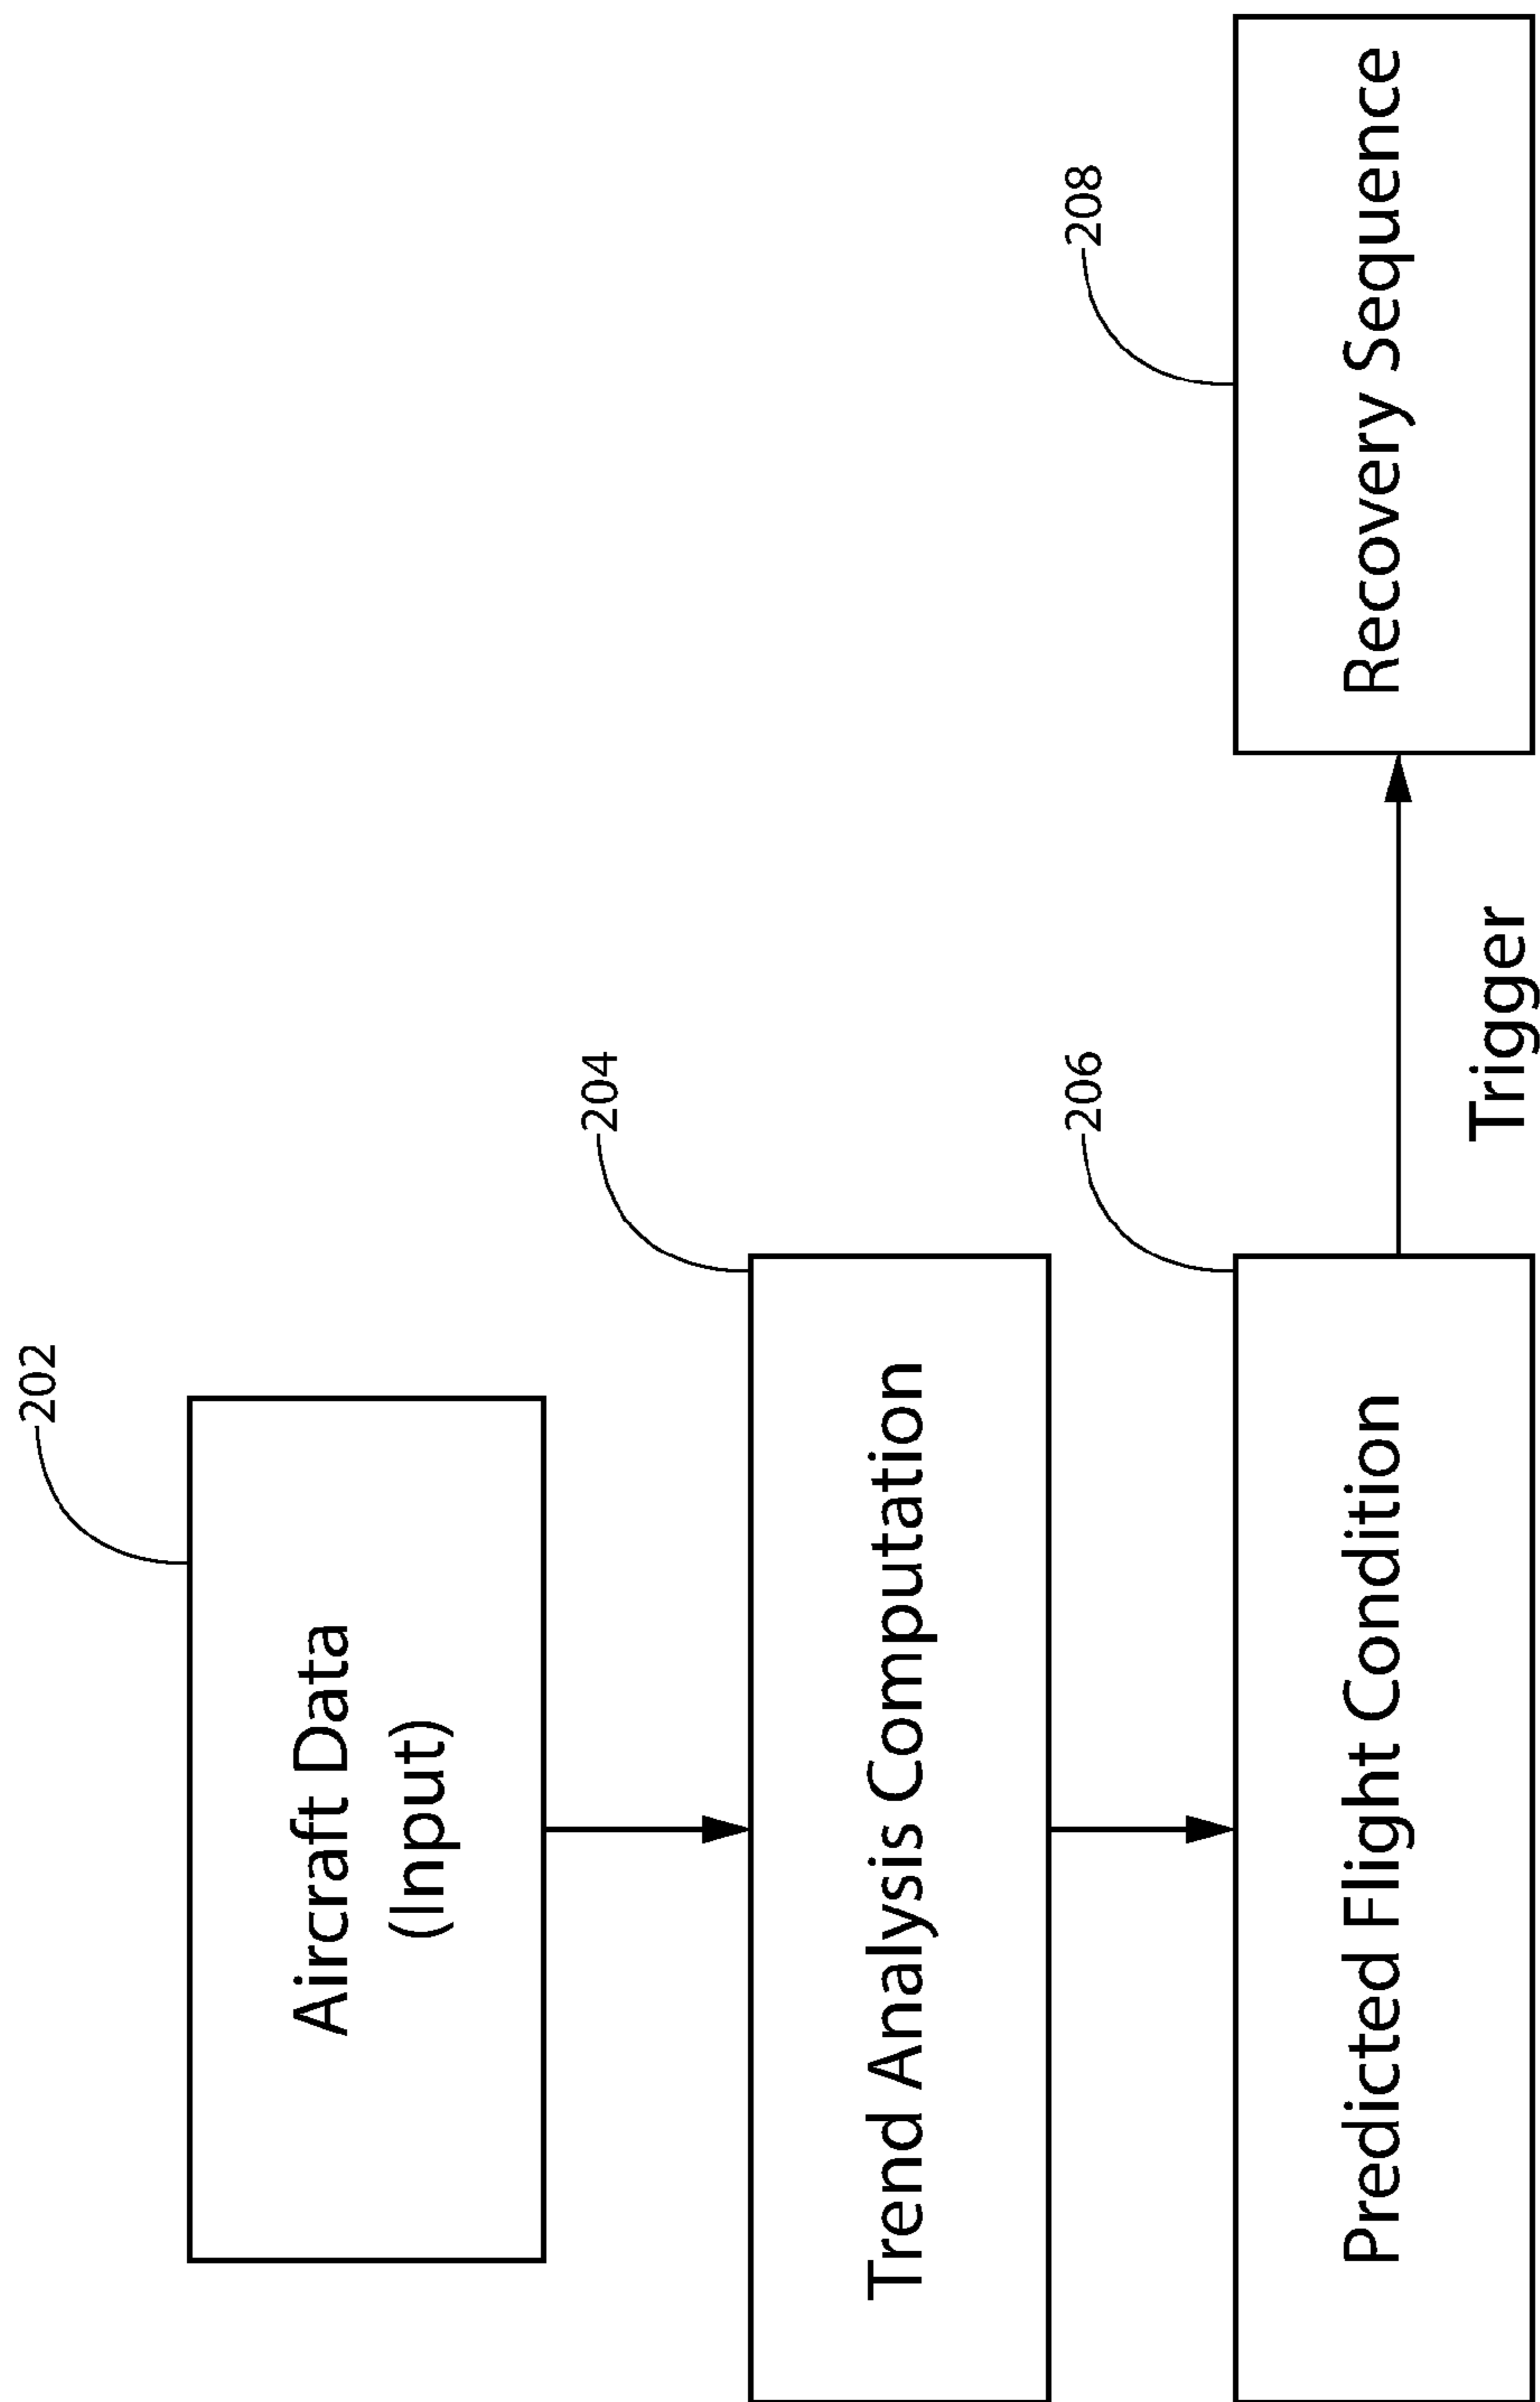 202
Aircraft Data
(Input)
204
Trend Analysis Computation
206
Predicted Flight Condition
Trigger
208
Recovery Sequence